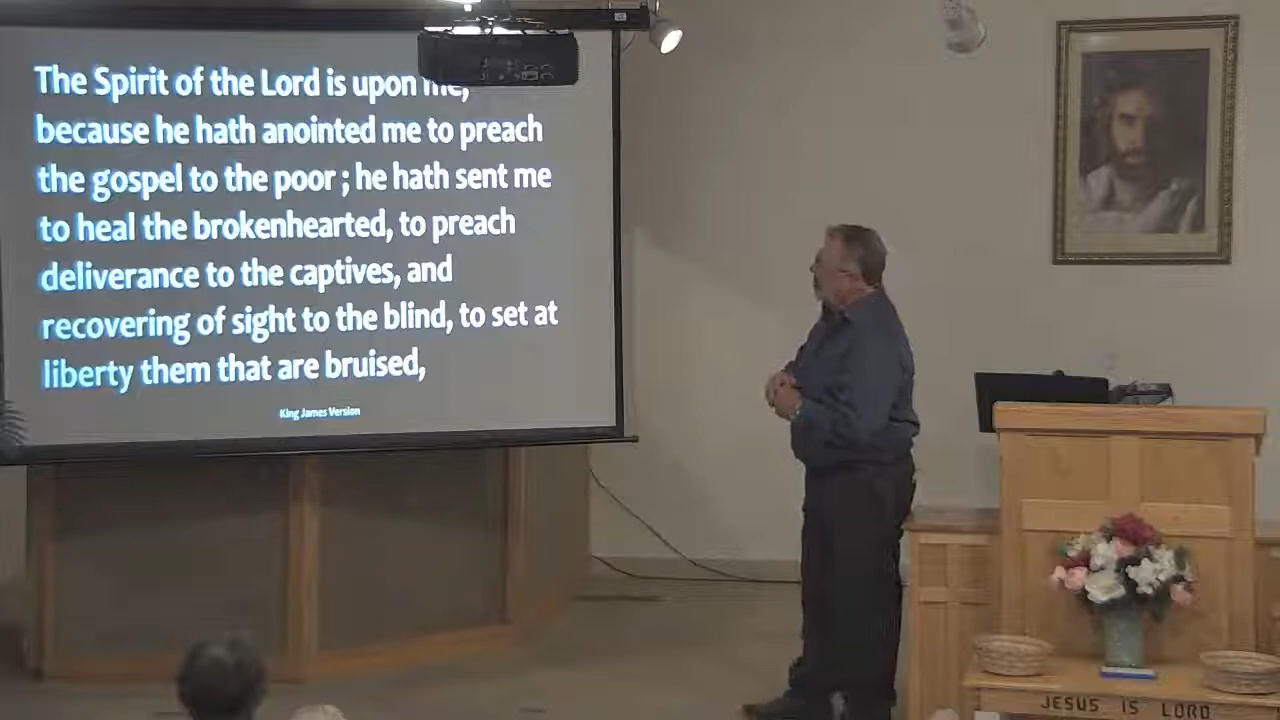 The Spirit of the Lord is upon me,
because he hath anointed me to preach
the gospel to the poor ; he hath sent me
to heal the brokenhearted, to preach
deliverance to the captives, and
recovering of sight to the blind, to set at
liberty them that are bruised,
King James Version
JESUS IS LORD